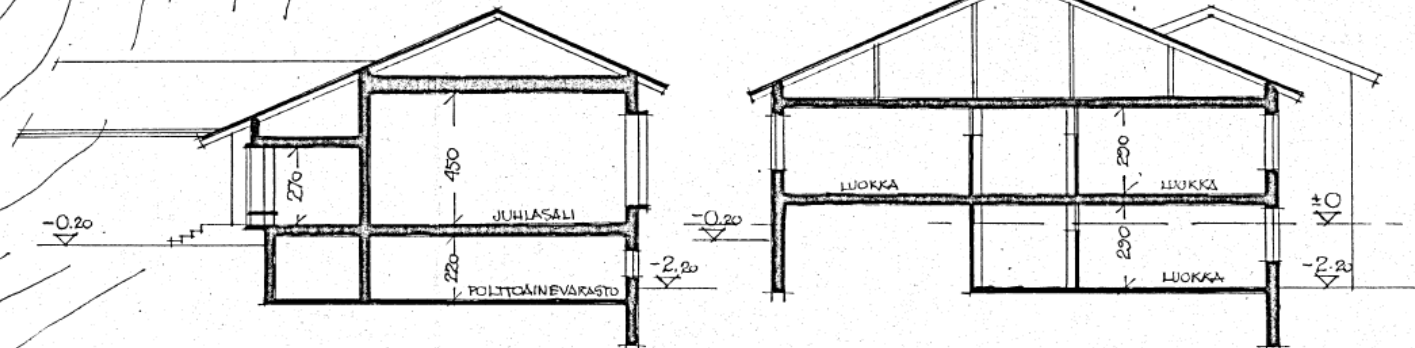 270
450
JUHLASALI
-0.20
220
-2.20
POLTTOAINEVARASTO
290
LUOKKA
LUOKKA
-0.20
±0
290
LUOKKA
-2.20